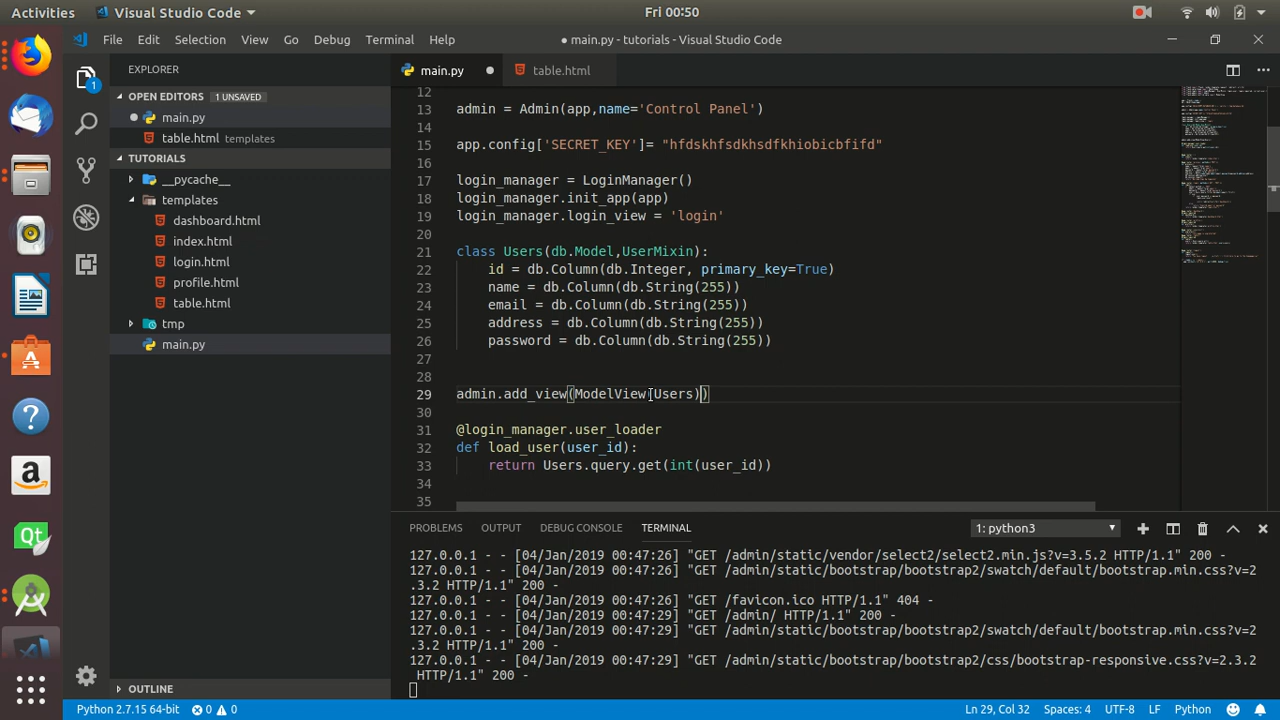 Activities Visual Studio Code Fri 00:50
File Edit Selection View Go Debug Terminal Help ● main.py - tutorials - Visual Studio Code
EXPLORER
OPEN EDITORS 1 UNSAVED
main.py
table.html templates
TUTORIALS
__pycache__
templates
dashboard.html
index.html
login.html
profile.html
table.html
tmp
main.py
OUTLINE
main.py table.html
12
13 admin = Admin(app,name='Control Panel')
14
15 app.config['SECRET_KEY']= "hfdskhfsdkhsdfkhiobicbfifd"
16
17 login_manager = LoginManager()
18 login_manager.init_app(app)
19 login_manager.login_view = 'login'
20
21 class Users(db.Model,UserMixin):
22 id = db.Column(db.Integer, primary_key=True)
23 name = db.Column(db.String(255))
24 email = db.Column(db.String(255))
25 address = db.Column(db.String(255))
26 password = db.Column(db.String(255))
27
28
29 admin.add_view(ModelView(Users))
30
31 @login_manager.user_loader
32 def load_user(user_id):
33 return Users.query.get(int(user_id))
34
35
PROBLEMS OUTPUT DEBUG CONSOLE TERMINAL 1: python3
127.0.0.1 - - [04/Jan/2019 00:47:26] "GET /admin/static/vendor/select2/select2.min.js?v=3.5.2 HTTP/1.1" 200 -
127.0.0.1 - - [04/Jan/2019 00:47:26] "GET /admin/static/bootstrap/bootstrap2/swatch/default/bootstrap.min.css?v=2
.3.2 HTTP/1.1" 200 -
127.0.0.1 - - [04/Jan/2019 00:47:26] "GET /favicon.ico HTTP/1.1" 404 -
127.0.0.1 - - [04/Jan/2019 00:47:29] "GET /admin/ HTTP/1.1" 200 -
127.0.0.1 - - [04/Jan/2019 00:47:29] "GET /admin/static/bootstrap/bootstrap2/swatch/default/bootstrap.min.css?v=2
.3.2 HTTP/1.1" 200 -
127.0.0.1 - - [04/Jan/2019 00:47:29] "GET /admin/static/bootstrap/bootstrap2/css/bootstrap-responsive.css?v=2.3.2
HTTP/1.1" 200 -
Python 2.7.15 64-bit 0 0 Ln 29, Col 32 Spaces: 4 UTF-8 LF Python